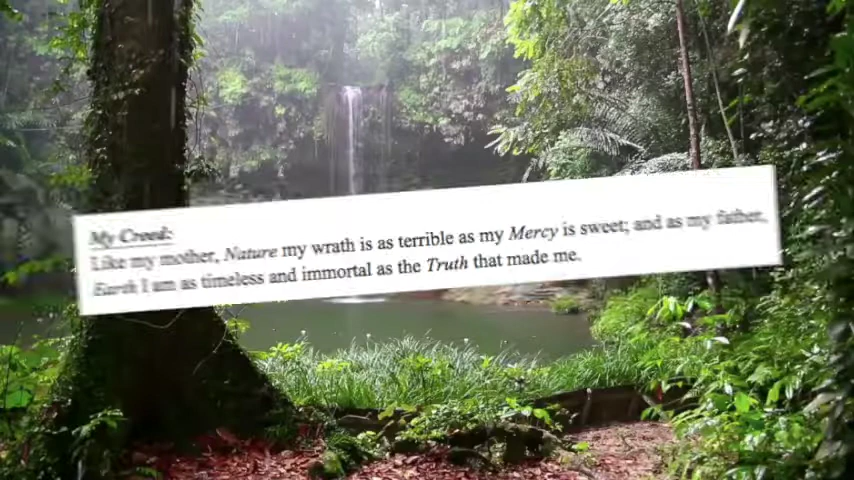 My Creed:
Like my mother, Nature my wrath is as terrible as my Mercy is sweet; and as my father,
Earth I am as timeless and immortal as the Truth that made me.